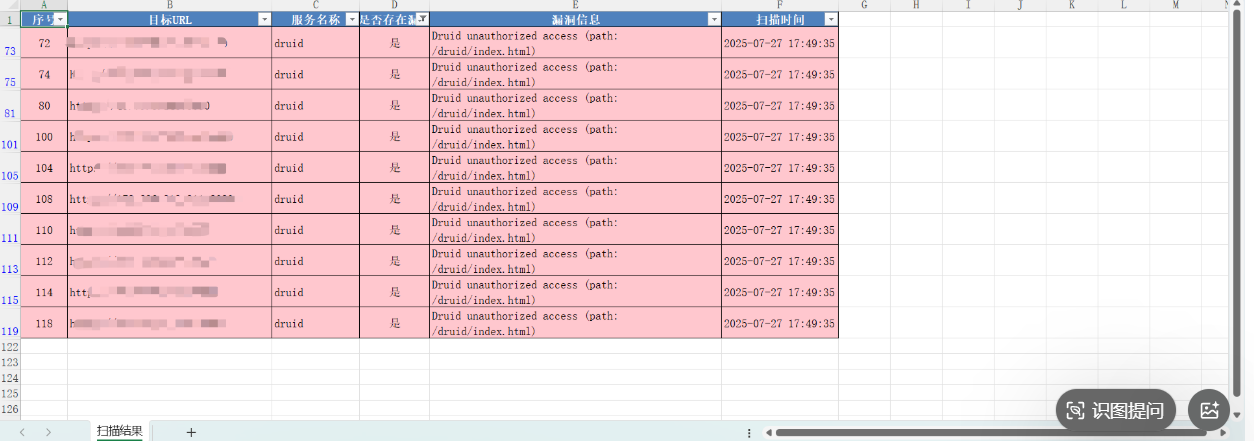 A B C D E F G H I J K L M
1 序号 目标URL 服务名称 是否存在漏 漏洞信息 扫描时间
73 72 druid 是 Druid unauthorized access (path: /druid/index.html) 2025-07-27 17:49:35
75 74 druid 是 Druid unauthorized access (path: /druid/index.html) 2025-07-27 17:49:35
81 80 ht druid 是 Druid unauthorized access (path: /druid/index.html) 2025-07-27 17:49:35
101 100 druid 是 Druid unauthorized access (path: /druid/index.html) 2025-07-27 17:49:35
105 104 http druid 是 Druid unauthorized access (path: /druid/index.html) 2025-07-27 17:49:35
109 108 htt druid 是 Druid unauthorized access (path: /druid/index.html) 2025-07-27 17:49:35
111 110 h druid 是 Druid unauthorized access (path: /druid/index.html) 2025-07-27 17:49:35
113 112 h druid 是 Druid unauthorized access (path: /druid/index.html) 2025-07-27 17:49:35
115 114 htt druid 是 Druid unauthorized access (path: /druid/index.html) 2025-07-27 17:49:35
119 118 druid 是 Druid unauthorized access (path: /druid/index.html) 2025-07-27 17:49:35
122
123
124
125
126
识图提问
扫描结果